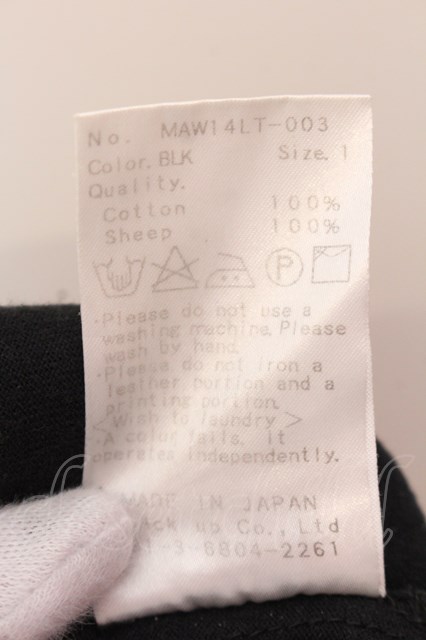 No. MAW14LT-003
Color. BLK Size. 1
Quality.
Cotton 100%
Sheep 100%
P
·Please do not use a
washing machine. Please
wash by hand.
·Please do not iron a
leather portion and a
printing portion.
<Wish to laundry>
·A color falls. it
operates independently.
MADE IN JAPAN
up Co., Ltd
-3-6804-2261